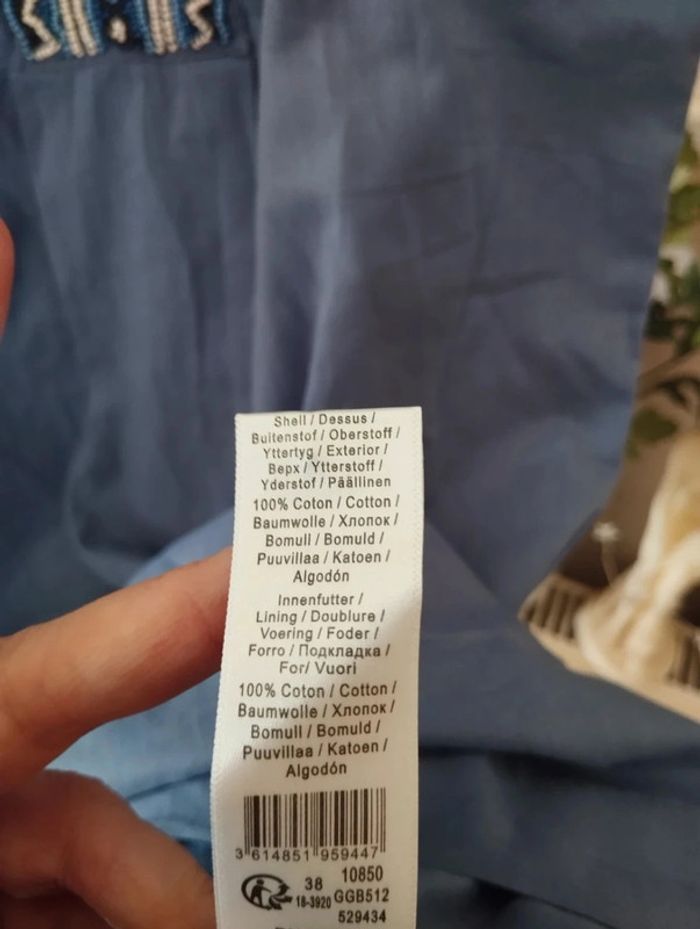 Shell / Dessus /
Buitenstof / Oberstoff /
Yttertyg / Exterior /
Верх / Ytterstoff /
Yderstof / Päällinen
100% Coton / Cotton /
Baumwolle / Хлопок /
Bomull / Bomuld /
Puuvillaa / Katoen /
Algodón
Innenfutter /
Lining / Doublure /
Voering / Foder /
Forro / Подкладка /
For/ Vuori
100% Coton / Cotton /
Baumwolle / Хлопок /
Bomull / Bomuld /
Puuvillaa / Katoen /
Algodón
3 614851 959447
38 10850
18-3920 GGB512
529434